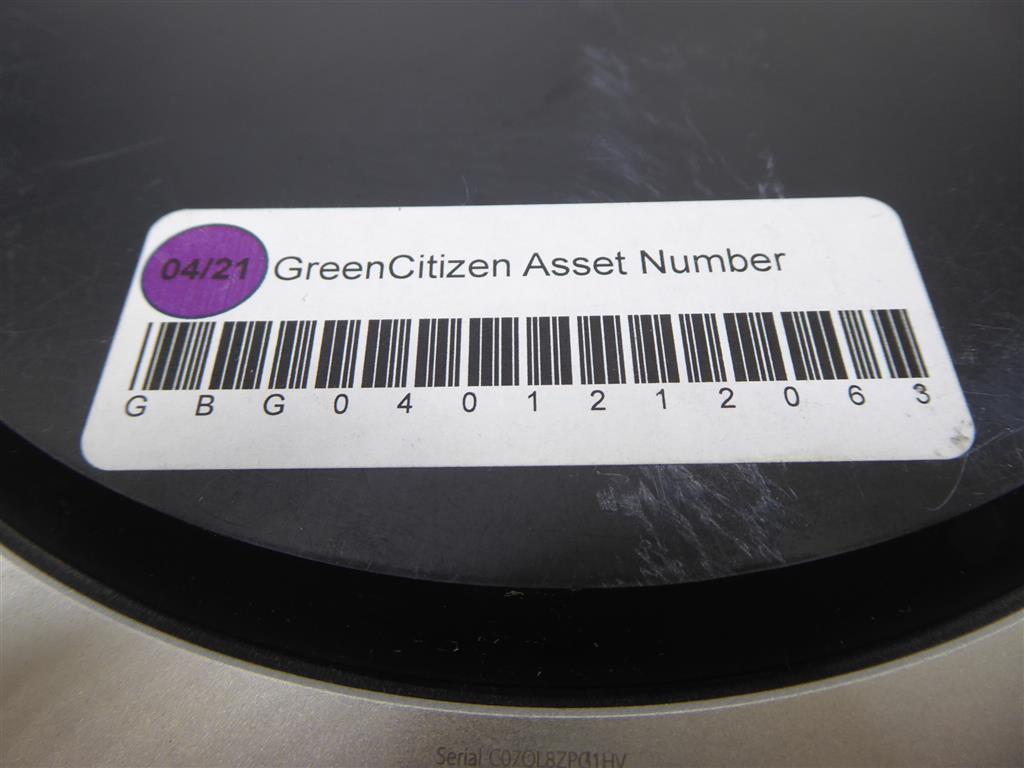 04/21 GreenCitizen Asset Number
G B G 0 4 0 1 2 1 2 0 6 3
Serial